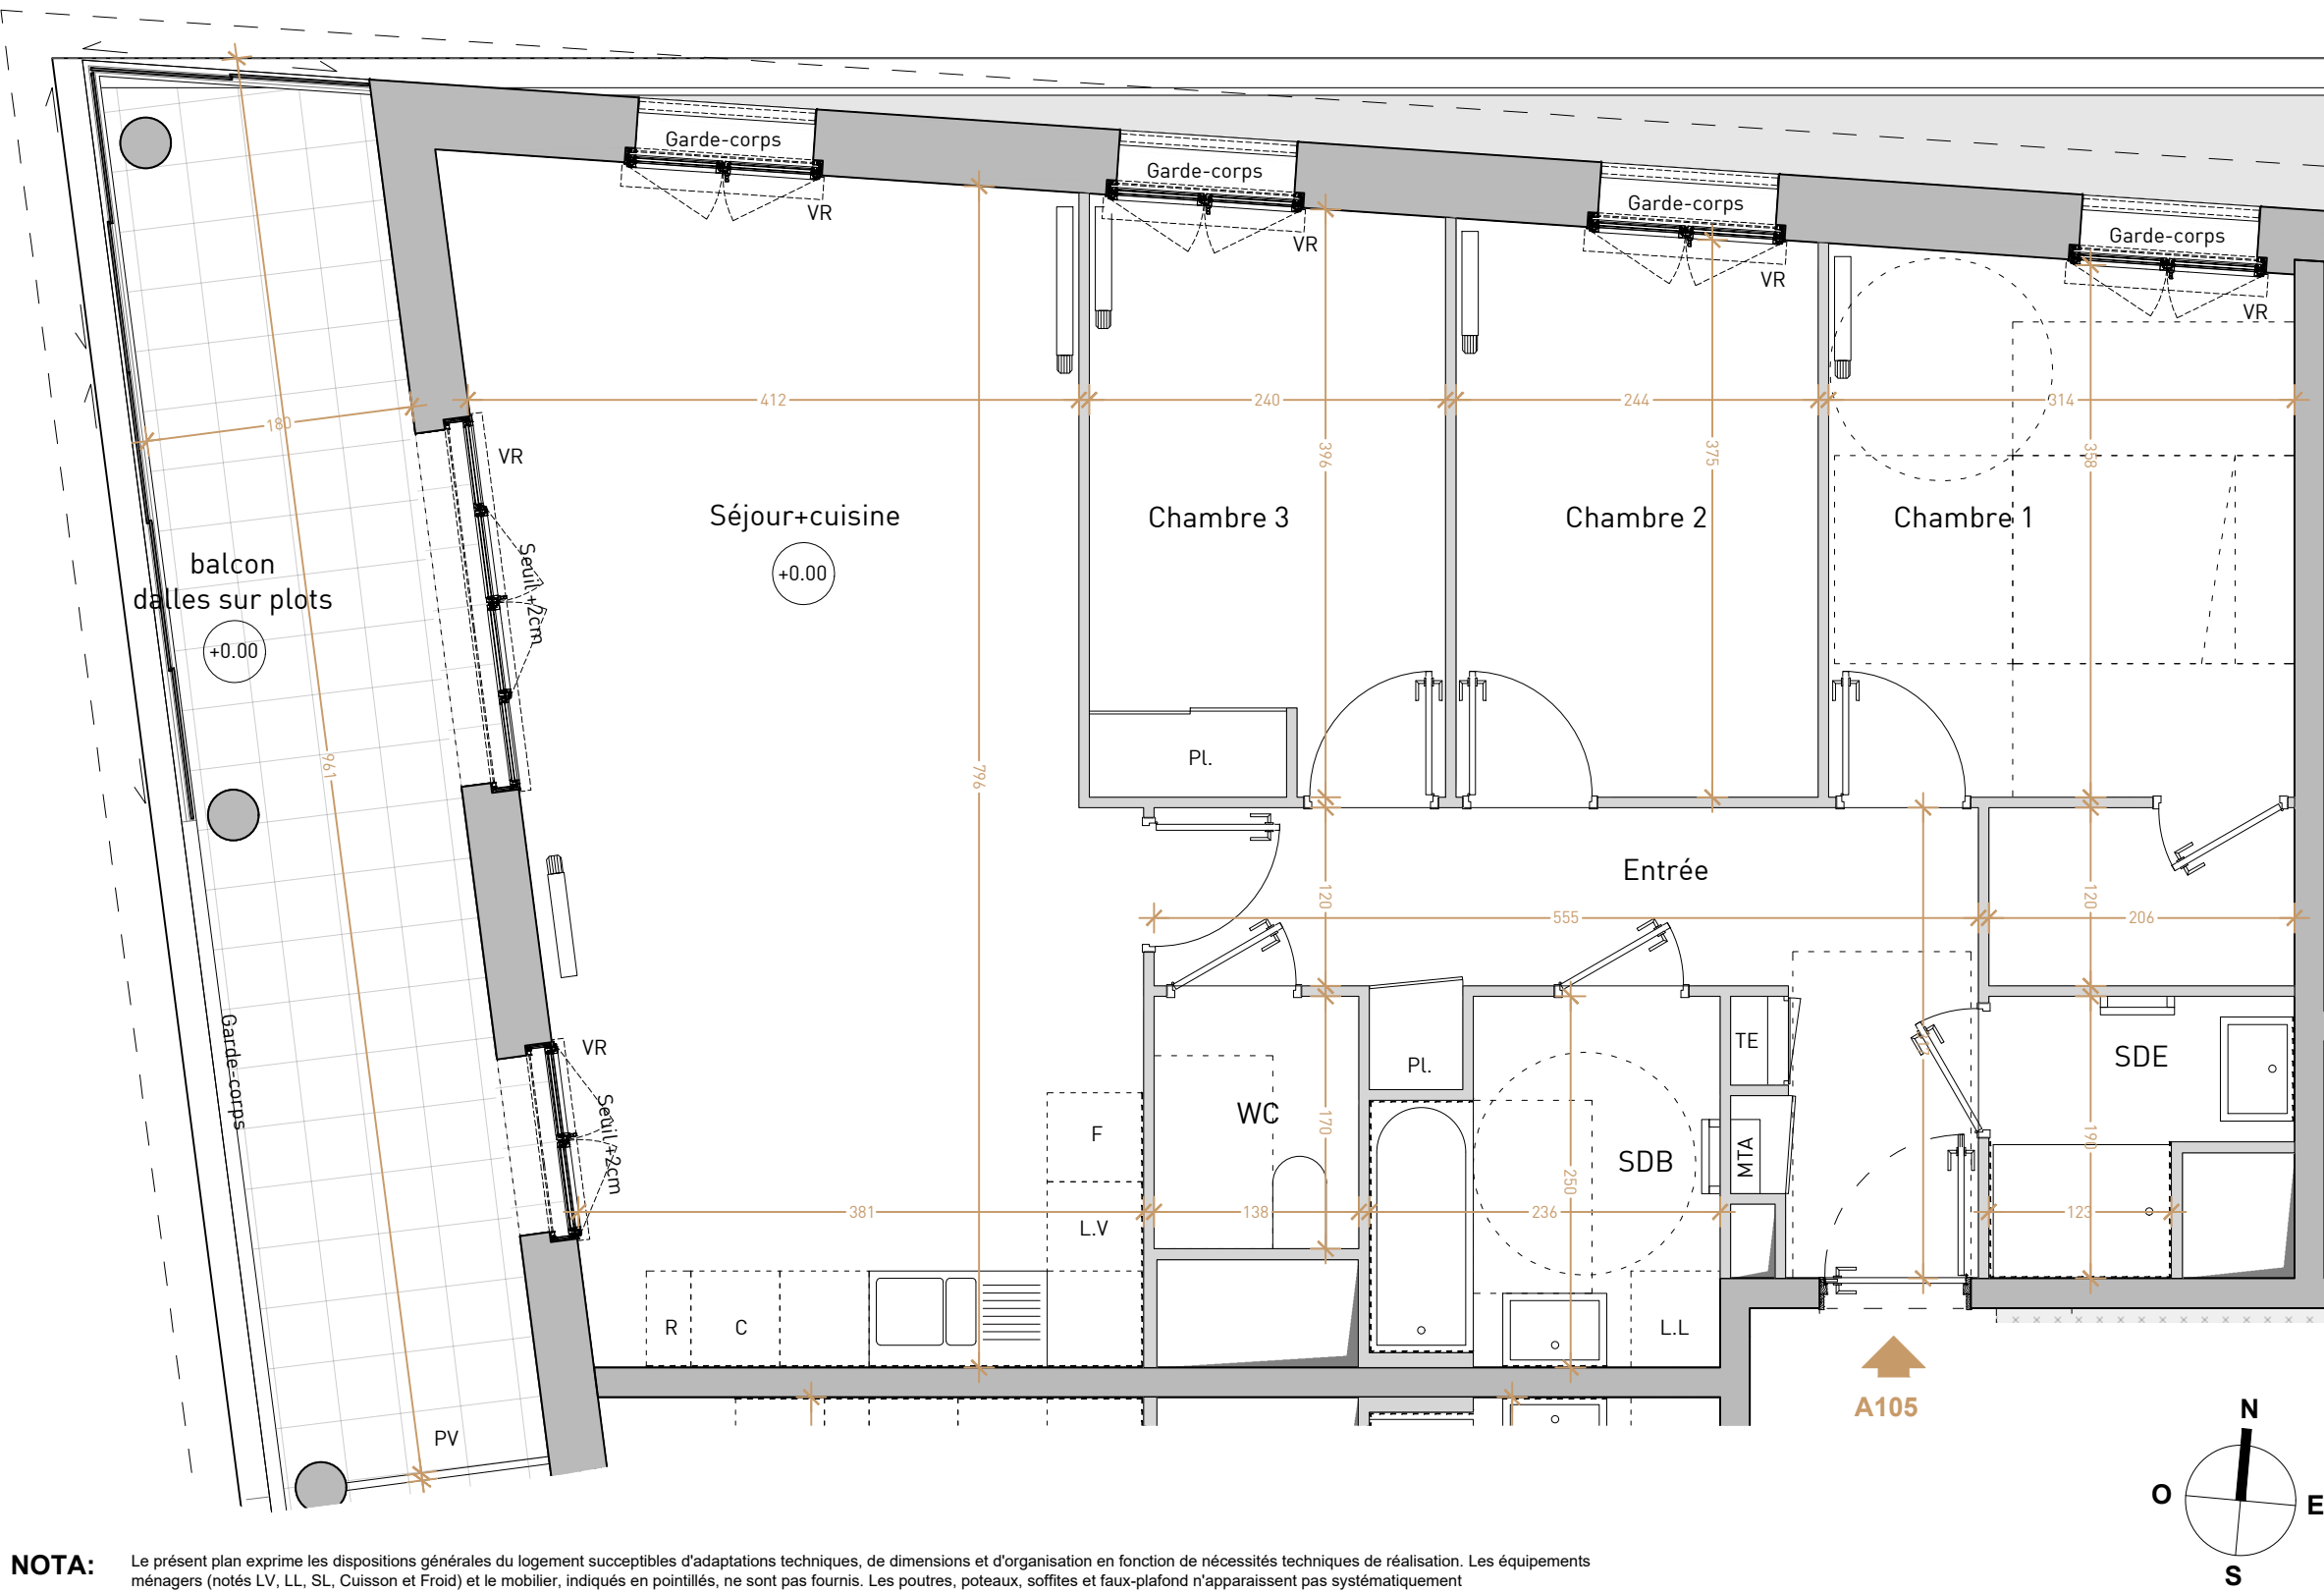 Garde-corps
VR
Garde-corps
VR
Garde-corps
VR
Garde-corps
VR
180
412
240
244
314
396
375
358
VR
Seuil +2cm
Séjour+cuisine
+0.00
Chambre 3
Chambre 2
Chambre 1
balcon
dalles sur plots
+0.00
961
796
Pl.
Entrée
120
555
120
206
Garde-corps
VR
Seuil +2cm
F
L.V
WC
170
Pl.
TE
MTA
SDB
250
SDE
190
381
138
236
123
R
C
L.L
A105
PV
N
O
E
S
NOTA:
Le présent plan exprime les dispositions générales du logement succeptibles d'adaptations techniques, de dimensions et d'organisation en fonction de nécessités techniques de réalisation. Les équipements
ménagers (notés LV, LL, SL, Cuisson et Froid) et le mobilier, indiqués en pointillés, ne sont pas fournis. Les poutres, poteaux, soffites et faux-plafond n'apparaissent pas systématiquement